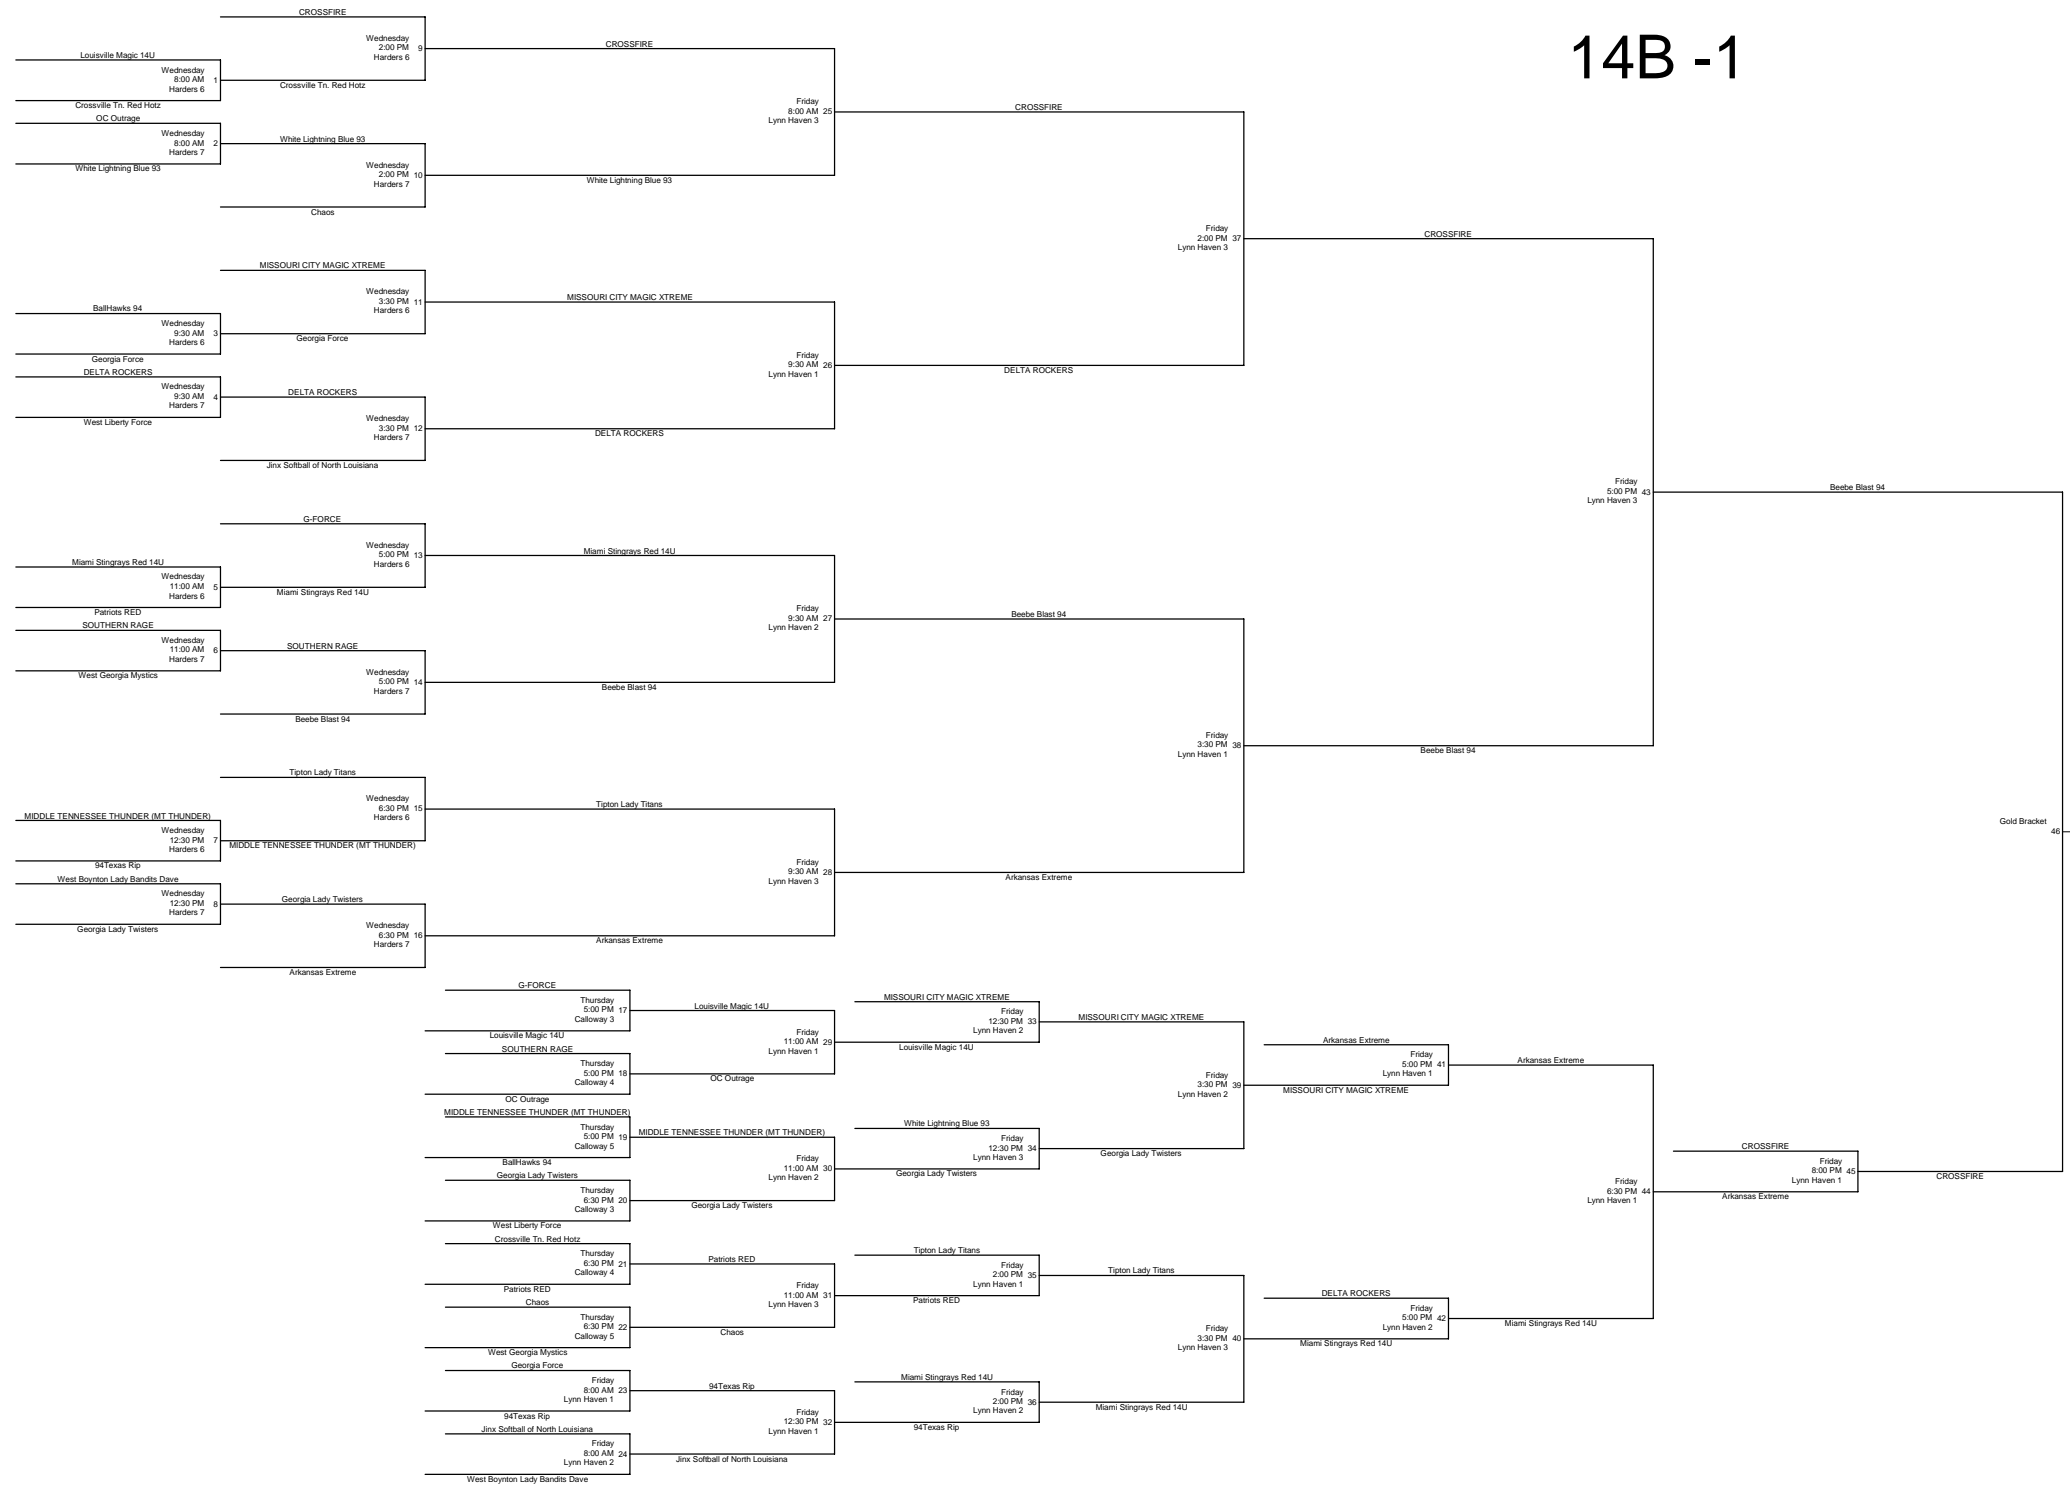 14B -1
CROSSFIRE
Wednesday
2:00 PM 9
Harders 6
CROSSFIRE
Louisville Magic 14U
Wednesday
8:00 AM 1
Harders 6
Crossville Tn. Red Hotz
Crossville Tn. Red Hotz
Friday
8:00 AM 25
Lynn Haven 3
CROSSFIRE
OC Outrage
Wednesday
8:00 AM 2
Harders 7
White Lightning Blue 93
White Lightning Blue 93
Wednesday
2:00 PM 10
Harders 7
White Lightning Blue 93
Chaos
Friday
2:00 PM 37
Lynn Haven 3
CROSSFIRE
MISSOURI CITY MAGIC XTREME
Wednesday
3:30 PM 11
Harders 6
MISSOURI CITY MAGIC XTREME
BallHawks 94
Wednesday
9:30 AM 3
Harders 6
Georgia Force
Georgia Force
Friday
9:30 AM 26
Lynn Haven 1
DELTA ROCKERS
DELTA ROCKERS
Wednesday
9:30 AM 4
Harders 7
DELTA ROCKERS
West Liberty Force
Wednesday
3:30 PM 12
Harders 7
DELTA ROCKERS
Jinx Softball of North Louisiana
Friday
5:00 PM 43
Lynn Haven 3
Beebe Blast 94
G-FORCE
Wednesday
5:00 PM 13
Harders 6
Miami Stingrays Red 14U
Miami Stingrays Red 14U
Wednesday
11:00 AM 5
Harders 6
Miami Stingrays Red 14U
Patriots RED
Friday
9:30 AM 27
Lynn Haven 2
Beebe Blast 94
SOUTHERN RAGE
Wednesday
11:00 AM 6
Harders 7
SOUTHERN RAGE
West Georgia Mystics
Wednesday
5:00 PM 14
Harders 7
Beebe Blast 94
Beebe Blast 94
Friday
3:30 PM 38
Lynn Haven 1
Beebe Blast 94
Tipton Lady Titans
Wednesday
6:30 PM 15
Harders 6
Tipton Lady Titans
MIDDLE TENNESSEE THUNDER (MT THUNDER)
Wednesday
12:30 PM 7
Harders 6
MIDDLE TENNESSEE THUNDER (MT THUNDER)
94Texas Rip
Friday
9:30 AM 28
Lynn Haven 3
Arkansas Extreme
West Boynton Lady Bandits Dave
Wednesday
12:30 PM 8
Harders 7
Georgia Lady Twisters
Georgia Lady Twisters
Wednesday
6:30 PM 16
Harders 7
Arkansas Extreme
Arkansas Extreme
Gold Bracket
46
G-FORCE
Thursday
5:00 PM 17
Calloway 3
Louisville Magic 14U
Louisville Magic 14U
Friday
11:00 AM 29
Lynn Haven 1
SOUTHERN RAGE
Thursday
5:00 PM 18
Calloway 4
OC Outrage
OC Outrage
MISSOURI CITY MAGIC XTREME
Friday
12:30 PM 33
Lynn Haven 2
Louisville Magic 14U
MISSOURI CITY MAGIC XTREME
Friday
3:30 PM 39
Lynn Haven 2
Arkansas Extreme
Friday
5:00 PM 41
Lynn Haven 1
MISSOURI CITY MAGIC XTREME
Arkansas Extreme
MIDDLE TENNESSEE THUNDER (MT THUNDER)
Thursday
5:00 PM 19
Calloway 5
BallHawks 94
MIDDLE TENNESSEE THUNDER (MT THUNDER)
Friday
11:00 AM 30
Lynn Haven 2
Georgia Lady Twisters
Thursday
6:30 PM 20
Calloway 3
West Liberty Force
Georgia Lady Twisters
White Lightning Blue 93
Friday
12:30 PM 34
Lynn Haven 3
Georgia Lady Twisters
Georgia Lady Twisters
Friday
6:30 PM 44
Lynn Haven 1
CROSSFIRE
Friday
8:00 PM 45
Lynn Haven 1
Arkansas Extreme
CROSSFIRE
Crossville Tn. Red Hotz
Thursday
6:30 PM 21
Calloway 4
Patriots RED
Patriots RED
Friday
11:00 AM 31
Lynn Haven 3
Chaos
Thursday
6:30 PM 22
Calloway 5
West Georgia Mystics
Chaos
Tipton Lady Titans
Friday
2:00 PM 35
Lynn Haven 1
Patriots RED
Tipton Lady Titans
Friday
3:30 PM 40
Lynn Haven 3
DELTA ROCKERS
Friday
5:00 PM 42
Lynn Haven 2
Miami Stingrays Red 14U
Miami Stingrays Red 14U
Georgia Force
Friday
8:00 AM 23
Lynn Haven 1
94Texas Rip
94Texas Rip
Friday
12:30 PM 32
Lynn Haven 1
Jinx Softball of North Louisiana
Friday
8:00 AM 24
Lynn Haven 2
West Boynton Lady Bandits Dave
Jinx Softball of North Louisiana
Miami Stingrays Red 14U
Friday
2:00 PM 36
Lynn Haven 2
94Texas Rip
Miami Stingrays Red 14U